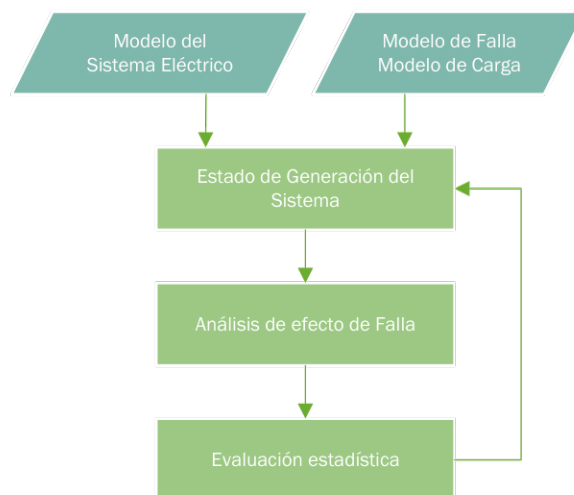 Modelo del
Sistema Eléctrico
Modelo de Falla
Modelo de Carga
Estado de Generación del
Sistema
Análisis de efecto de Falla
Evaluación estadística